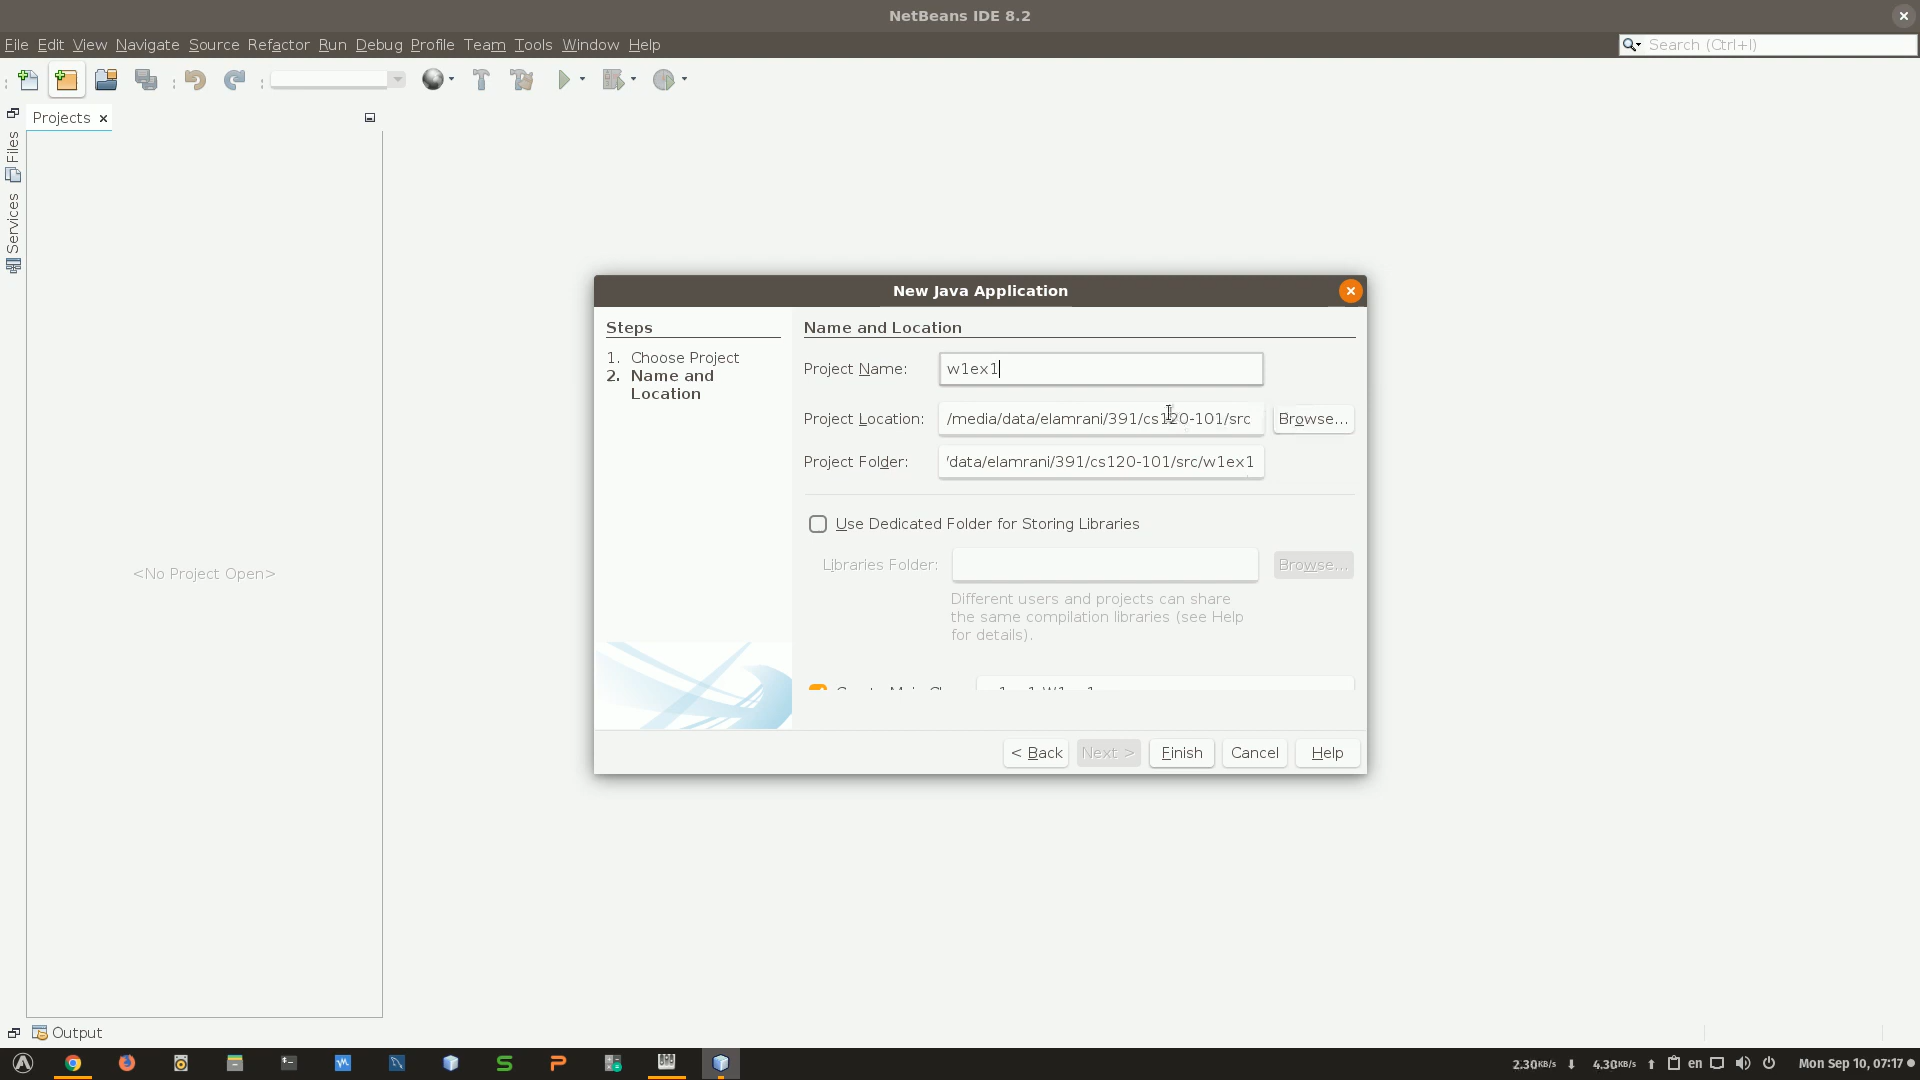 NetBeans IDE 8.2
File Edit View Navigate Source Refactor Run Debug Profile Team Tools Window Help
Search (Ctrl+I)
Projects
Files
Services
<No Project Open>
New Java Application
Steps
1. Choose Project
2. Name and
Location
Name and Location
Project Name: w1ex1
Project Location: /media/data/elamrani/391/cs120-101/src Browse...
Project Folder: /data/elamrani/391/cs120-101/src/w1ex1
Use Dedicated Folder for Storing Libraries
Libraries Folder: Browse...
Different users and projects can share
the same compilation libraries (see Help
for details).
< Back Next > Finish Cancel Help
Output
2.30KB/s 4.30KB/s en Mon Sep 10, 07:17